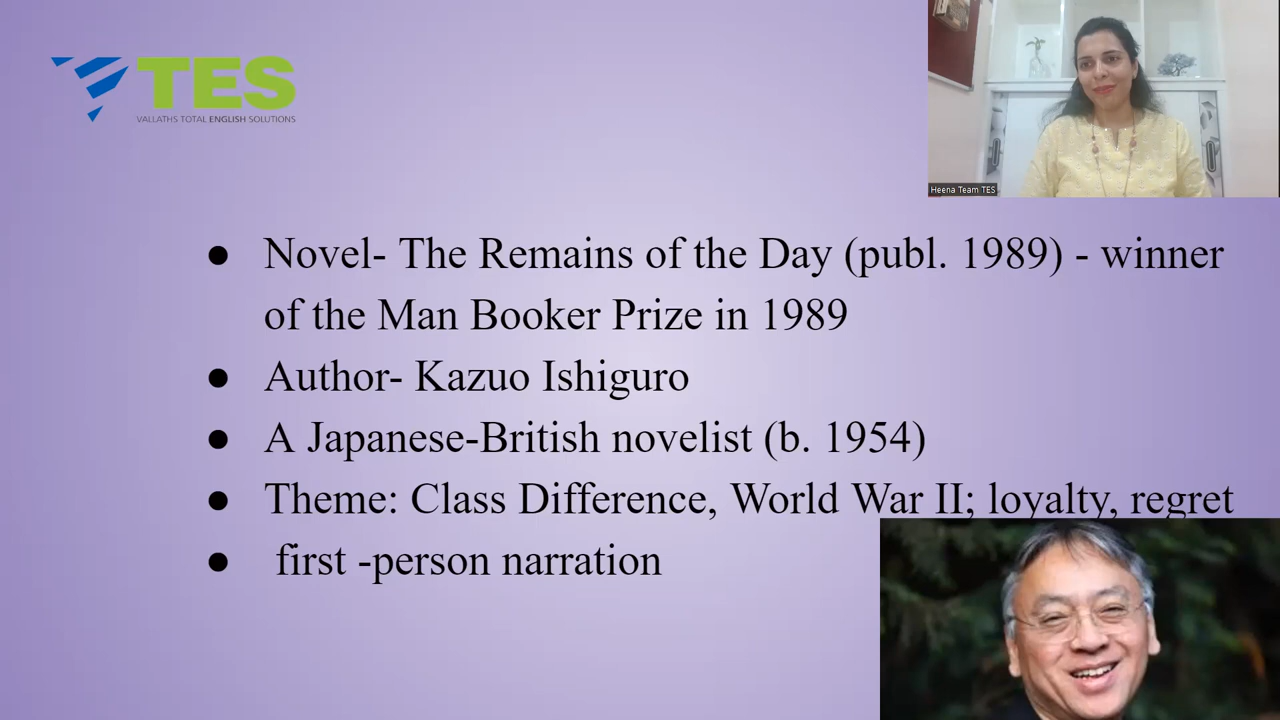 TES
VALLATHS TOTAL ENGLISH SOLUTIONS
Heena Team TES
● Novel- The Remains of the Day (publ. 1989) - winner
of the Man Booker Prize in 1989
● Author- Kazuo Ishiguro
● A Japanese-British novelist (b. 1954)
● Theme: Class Difference, World War II; loyalty, regret
● first -person narration